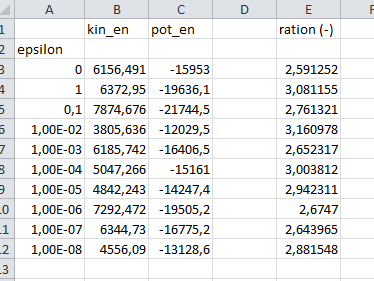 A B C D E
1 kin_en pot_en ration (-)
2 epsilon
3 0 6156,491 -15953 2,591252
4 1 6372,95 -19636,1 3,081155
5 0,1 7874,676 -21744,5 2,761321
6 1,00E-02 3805,636 -12029,5 3,160978
7 1,00E-03 6185,742 -16406,5 2,652317
8 1,00E-04 5047,266 -15161 3,003812
9 1,00E-05 4842,243 -14247,4 2,942311
10 1,00E-06 7292,472 -19505,2 2,6747
11 1,00E-07 6344,73 -16775,2 2,643965
12 1,00E-08 4556,09 -13128,6 2,881548
13